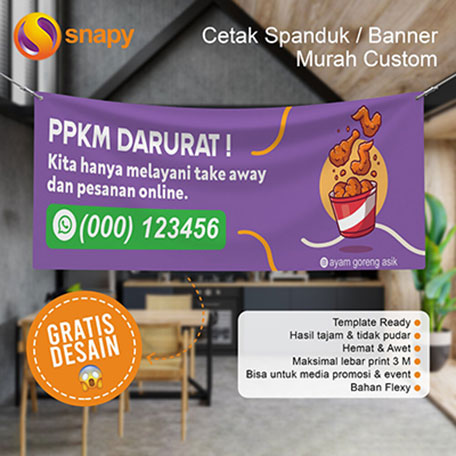 snapy
Cetak Spanduk / Banner
Murah Custom
PPKM DARURAT !
Kita hanya melayani take away
dan pesanan online.
(000) 123456
ayam goreng asik
GRATIS
DESAIN
Template Ready
Hasil tajam & tidak pudar
Hemat & Awet
Maksimal lebar print 3 M
Bisa untuk media promosi & event
Bahan Flexy